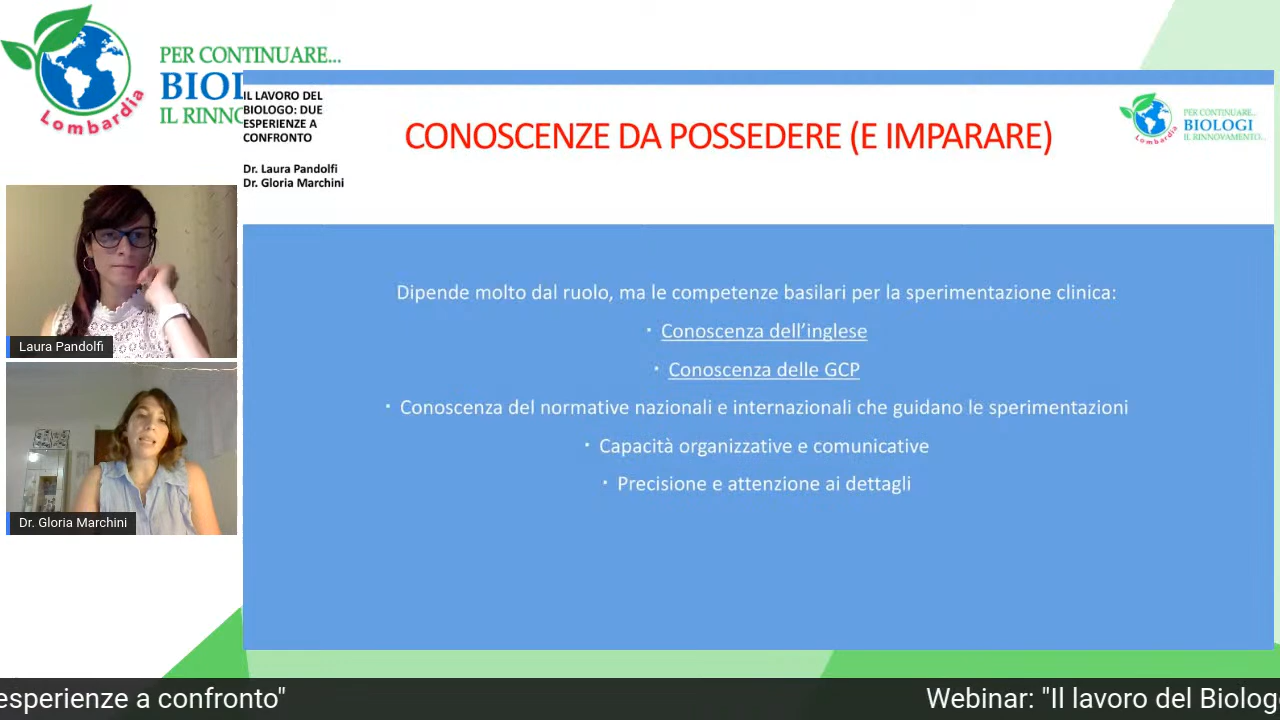 PER CONTINUARE...
BIOL
IL RINNO
Lombardia
IL LAVORO DEL
BIOLOGO: DUE
ESPERIENZE A
CONFRONTO
Dr. Laura Pandolfi
Dr. Gloria Marchini
CONOSCENZE DA POSSEDERE (E IMPARARE)
PER CONTINUARE...
BIOLOGI
IL RINNOVAMENTO...
Lombardia
Laura Pandolfi
Dr. Gloria Marchini
Dipende molto dal ruolo, ma le competenze basilari per la sperimentazione clinica:
· Conoscenza dell’inglese
· Conoscenza delle GCP
· Conoscenza del normative nazionali e internazionali che guidano le sperimentazioni
· Capacità organizzative e comunicative
· Precisione e attenzione ai dettagli
esperienze a confronto"
Webinar: "Il lavoro del Biolog